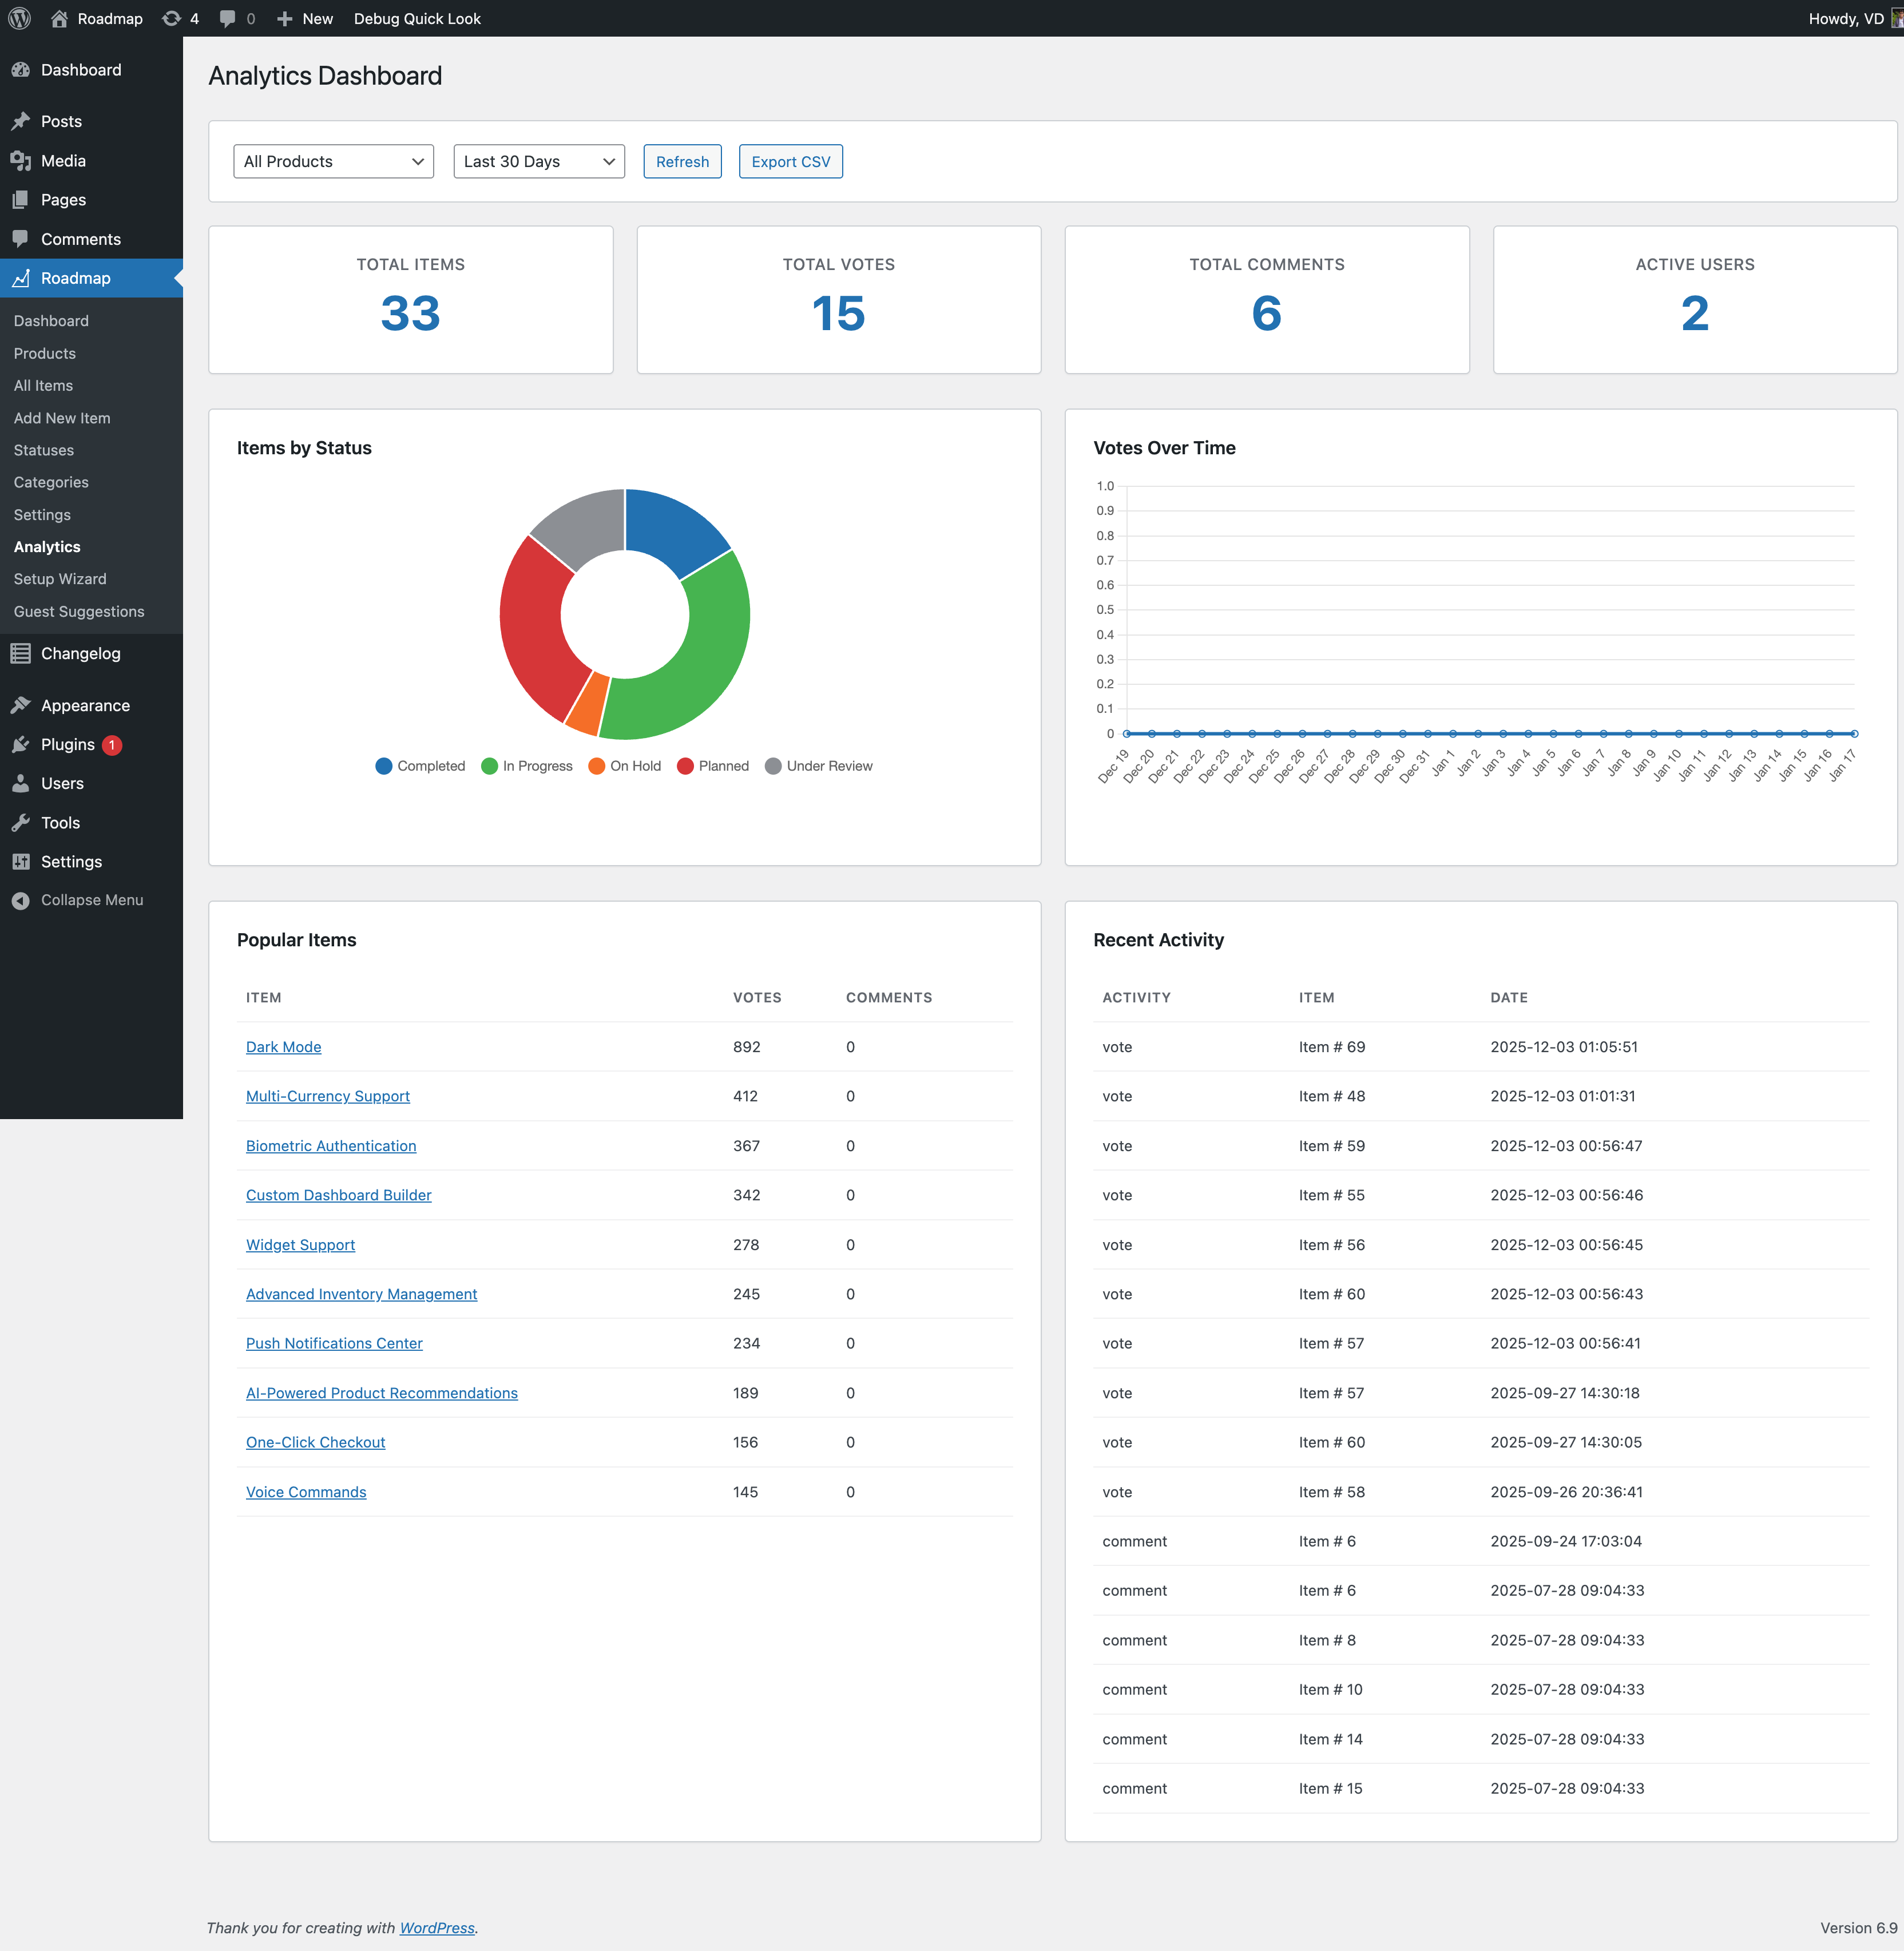 Roadmap 4 0 New Debug Quick Look Howdy, VD
Dashboard
Posts
Media
Pages
Comments
Roadmap
Dashboard
Products
All Items
Add New Item
Statuses
Categories
Settings
Analytics
Setup Wizard
Guest Suggestions
Changelog
Appearance
Plugins 1
Users
Tools
Settings
Collapse Menu
Analytics Dashboard
All Products Last 30 Days Refresh Export CSV
TOTAL ITEMS
33
TOTAL VOTES
15
TOTAL COMMENTS
6
ACTIVE USERS
2
Items by Status
Completed In Progress On Hold Planned Under Review
Votes Over Time
1.0
0.9
0.8
0.7
0.6
0.5
0.4
0.3
0.2
0.1
0
Dec 19 Dec 20 Dec 21 Dec 22 Dec 23 Dec 24 Dec 25 Dec 26 Dec 27 Dec 28 Dec 29 Dec 30 Dec 31 Jan 1 Jan 2 Jan 3 Jan 4 Jan 5 Jan 6 Jan 7 Jan 8 Jan 9 Jan 10 Jan 11 Jan 12 Jan 13 Jan 14 Jan 15 Jan 16 Jan 17
Popular Items
ITEM VOTES COMMENTS
Dark Mode 892 0
Multi-Currency Support 412 0
Biometric Authentication 367 0
Custom Dashboard Builder 342 0
Widget Support 278 0
Advanced Inventory Management 245 0
Push Notifications Center 234 0
AI-Powered Product Recommendations 189 0
One-Click Checkout 156 0
Voice Commands 145 0
Recent Activity
ACTIVITY ITEM DATE
vote Item # 69 2025-12-03 01:05:51
vote Item # 48 2025-12-03 01:01:31
vote Item # 59 2025-12-03 00:56:47
vote Item # 55 2025-12-03 00:56:46
vote Item # 56 2025-12-03 00:56:45
vote Item # 60 2025-12-03 00:56:43
vote Item # 57 2025-12-03 00:56:41
vote Item # 57 2025-09-27 14:30:18
vote Item # 60 2025-09-27 14:30:05
vote Item # 58 2025-09-26 20:36:41
comment Item # 6 2025-09-24 17:03:04
comment Item # 6 2025-07-28 09:04:33
comment Item # 8 2025-07-28 09:04:33
comment Item # 10 2025-07-28 09:04:33
comment Item # 14 2025-07-28 09:04:33
comment Item # 15 2025-07-28 09:04:33
Thank you for creating with WordPress. Version 6.9